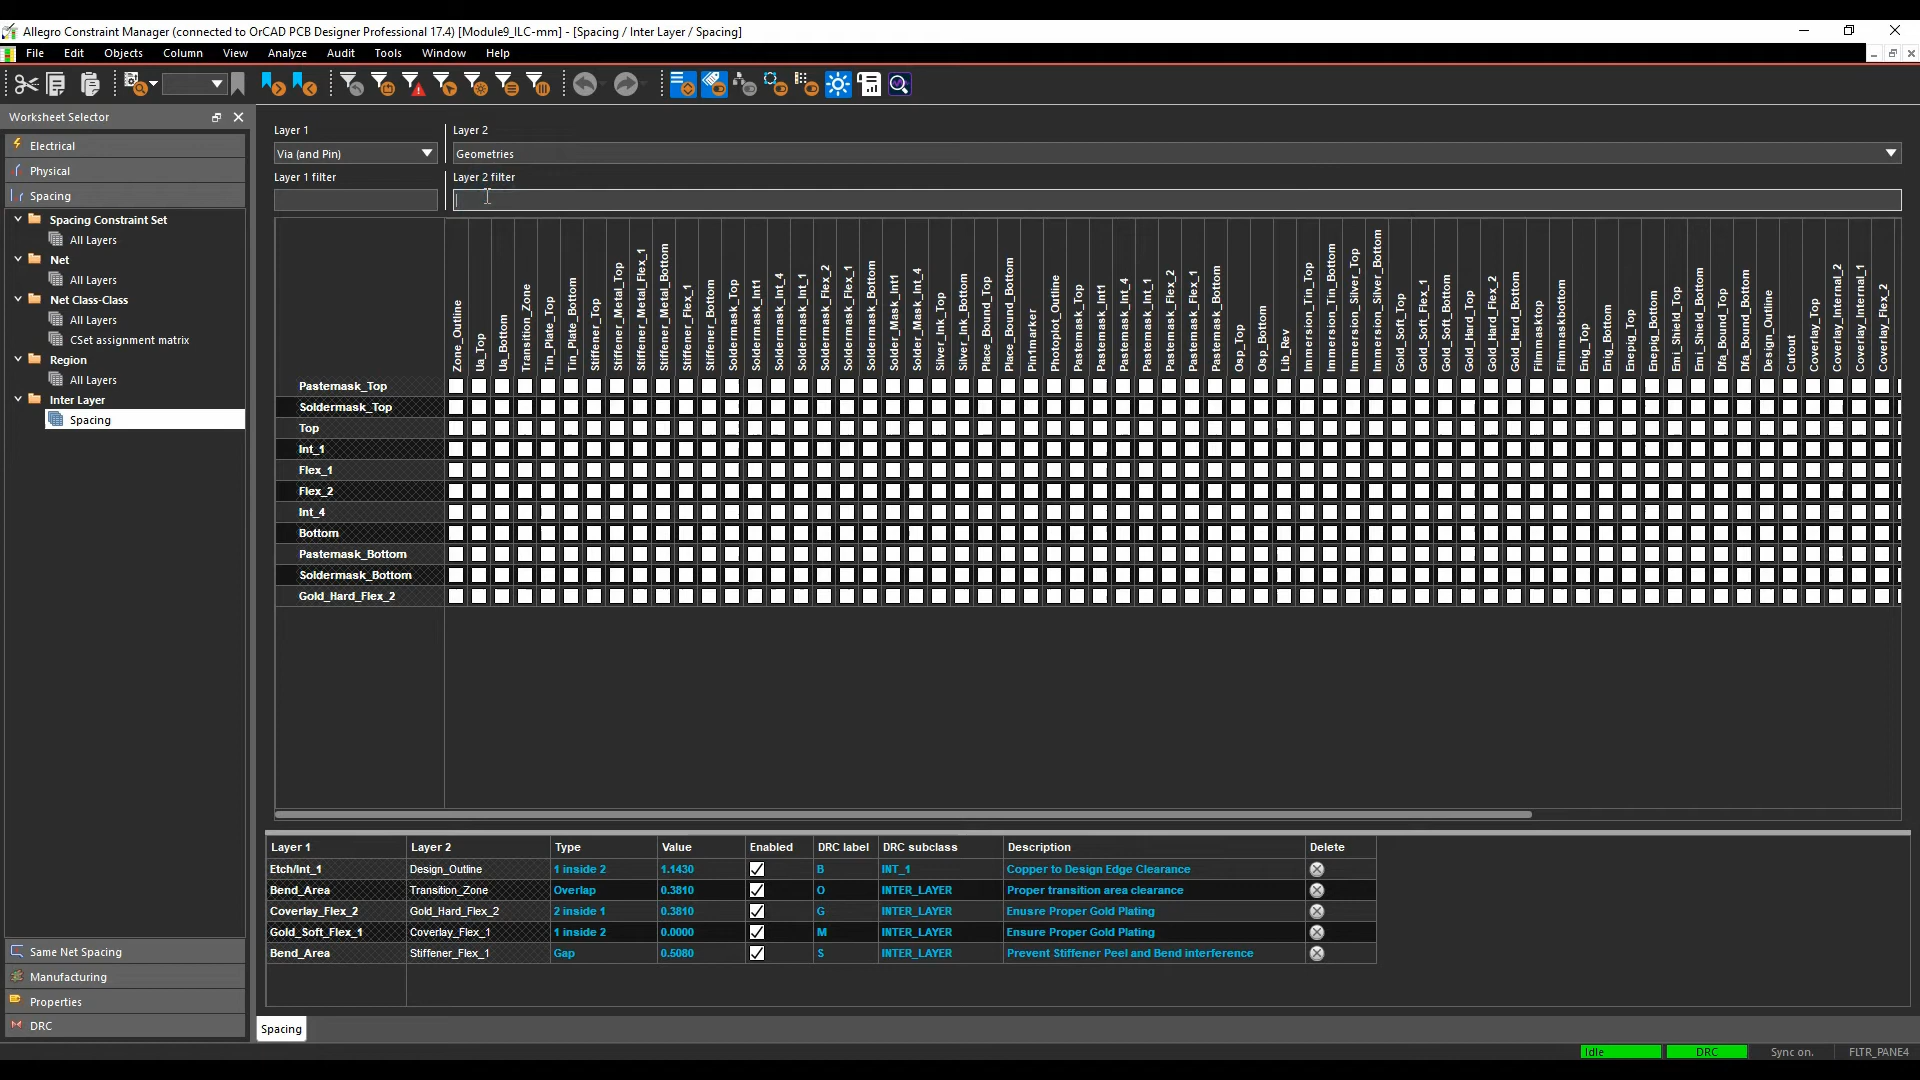 Allegro Constraint Manager (connected to OrCAD PCB Designer Professional 17.4) [Module9_ILC-mm] - [Spacing / Inter Layer / Spacing]
File Edit Objects Column View Analyze Audit Tools Window Help
Worksheet Selector
Electrical
Physical
Spacing
Spacing Constraint Set
All Layers
Net
All Layers
Net Class-Class
All Layers
CSet assignment matrix
Region
All Layers
Inter Layer
Spacing
Same Net Spacing
Manufacturing
Properties
DRC
Layer 1 Layer 2
Via (and Pin) Geometries
Layer 1 filter Layer 2 filter
Zone_Outline
Ua_Top
Ua_Bottom
Transition_Zone
Tin_Plate_Top
Tin_Plate_Bottom
Stiffener_Top
Stiffener_Metal_Top
Stiffener_Metal_Flex_1
Stiffener_Metal_Bottom
Stiffener_Flex_1
Stiffener_Bottom
Soldermask_Top
Soldermask_Int1
Soldermask_Int_4
Soldermask_Int_1
Soldermask_Flex_2
Soldermask_Flex_1
Soldermask_Bottom
Solder_Mask_Int1
Solder_Mask_Int_4
Silver_Ink_Top
Silver_Ink_Bottom
Place_Bound_Top
Place_Bound_Bottom
Pin1marker
Photoplot_Outline
Pastemask_Top
Pastemask_Int1
Pastemask_Int_4
Pastemask_Int_1
Pastemask_Flex_2
Pastemask_Flex_1
Pastemask_Bottom
Osp_Top
Osp_Bottom
Lib_Rev
Immersion_Tin_Top
Immersion_Tin_Bottom
Immersion_Silver_Top
Immersion_Silver_Bottom
Gold_Soft_Top
Gold_Soft_Flex_1
Gold_Soft_Bottom
Gold_Hard_Top
Gold_Hard_Flex_2
Gold_Hard_Bottom
Filmmasktop
Filmmaskbottom
Enig_Top
Enig_Bottom
Enepig_Top
Enepig_Bottom
Emi_Shield_Top
Emi_Shield_Bottom
Dfa_Bound_Top
Dfa_Bound_Bottom
Design_Outline
Cutout
Coverlay_Top
Coverlay_Internal_2
Coverlay_Internal_1
Coverlay_Flex_2
Pastemask_Top
Soldermask_Top
Top
Int_1
Flex_1
Flex_2
Int_4
Bottom
Pastemask_Bottom
Soldermask_Bottom
Gold_Hard_Flex_2
Layer 1 Layer 2 Type Value Enabled DRC label DRC subclass Description Delete
Etch/Int_1 Design_Outline 1 inside 2 1.1430 B INT_1 Copper to Design Edge Clearance
Bend_Area Transition_Zone Overlap 0.3810 O INTER_LAYER Proper transition area clearance
Coverlay_Flex_2 Gold_Hard_Flex_2 2 inside 1 0.3810 G INTER_LAYER Enusre Proper Gold Plating
Gold_Soft_Flex_1 Coverlay_Flex_1 1 inside 2 0.0000 M INTER_LAYER Ensure Proper Gold Plating
Bend_Area Stiffener_Flex_1 Gap 0.5080 S INTER_LAYER Prevent Stiffener Peel and Bend interference
Spacing
Idle DRC Sync on. FLTR_PANE4